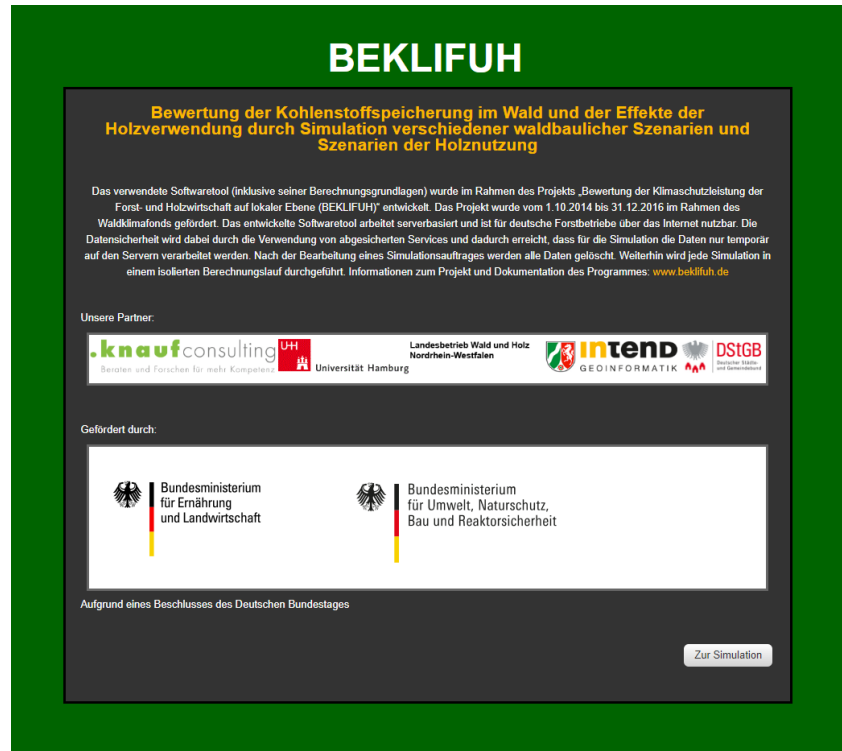 BEKLIFUH
Bewertung der Kohlenstoffspeicherung im Wald und der Effekte der
Holzverwendung durch Simulation verschiedener waldbaulicher Szenarien und
Szenarien der Holznutzung
Das verwendete Softwaretool (inklusive seiner Berechnungsgrundlagen) wurde im Rahmen des Projekts „Bewertung der Klimaschutzleistung der
Forst- und Holzwirtschaft auf lokaler Ebene (BEKLIFUH)“ entwickelt. Das Projekt wurde vom 1.10.2014 bis 31.12.2016 im Rahmen des
Waldklimafonds gefördert. Das entwickelte Softwaretool arbeitet serverbasiert und ist für deutsche Forstbetriebe über das Internet nutzbar. Die
Datensicherheit wird dabei durch die Verwendung von abgesicherten Services und dadurch erreicht, dass für die Simulation die Daten nur temporär
auf den Servern verarbeitet werden. Nach der Bearbeitung eines Simulationsauftrages werden alle Daten gelöscht. Weiterhin wird jede Simulation in
einem isolierten Berechnungslauf durchgeführt. Informationen zum Projekt und Dokumentation des Programmes: www.beklifuh.de
Unsere Partner:
.knaufconsulting
Beraten und Forschen für mehr Kompetenz
UH
Universität Hamburg
Landesbetrieb Wald und Holz
Nordrhein-Westfalen
intend
GEOINFORMATIK
DStGB
Deutscher Städte-
und Gemeindebund
Gefördert durch:
Bundesministerium
für Ernährung
und Landwirtschaft
Bundesministerium
für Umwelt, Naturschutz,
Bau und Reaktorsicherheit
Aufgrund eines Beschlusses des Deutschen Bundestages
Zur Simulation